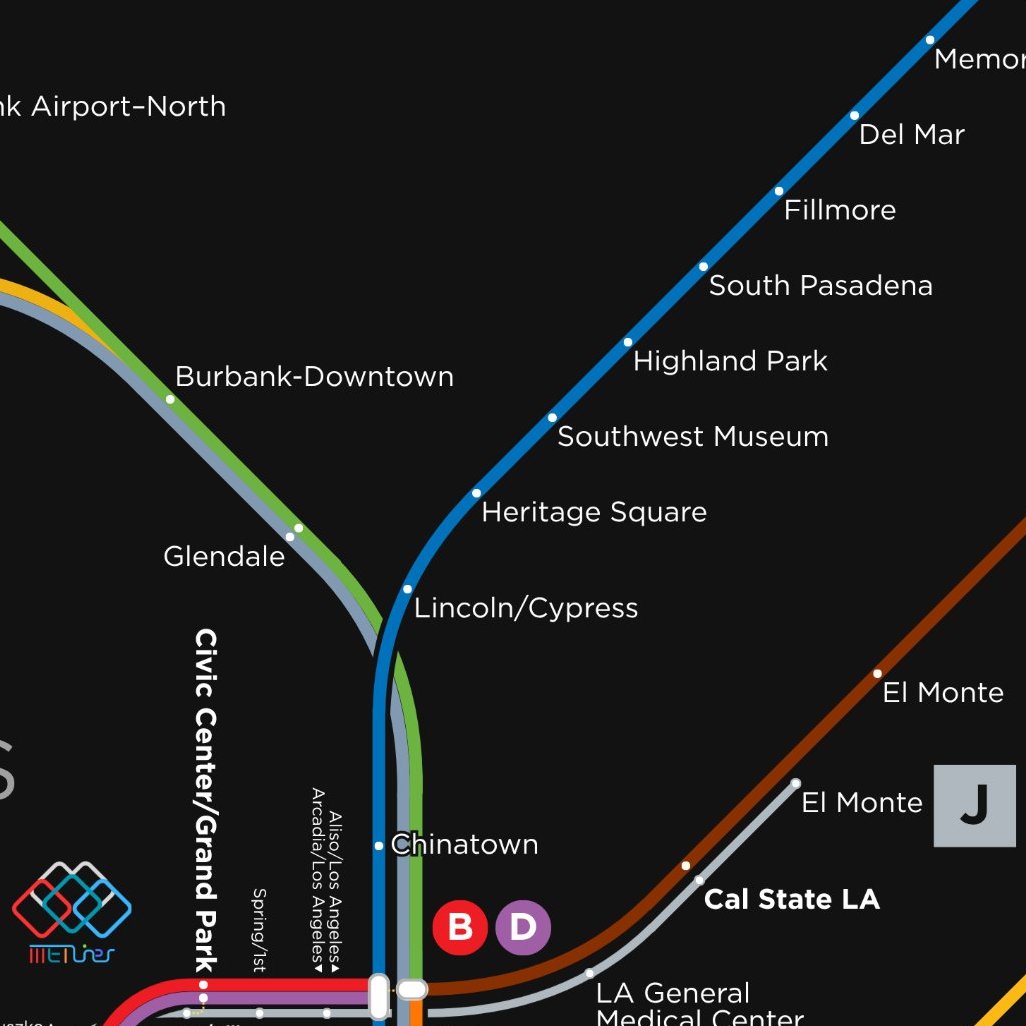 Memor
nk Airport–North
Del Mar
Fillmore
South Pasadena
Highland Park
Burbank-Downtown
Southwest Museum
Heritage Square
Glendale
Lincoln/Cypress
Civic Center/Grand Park
El Monte
S
El Monte
J
Arcadia/Los Angeles▾
Aliso/Los Angeles▴
Chinatown
Spring/1st
Cal State LA
B D
METLiner
LA General
Medical Center